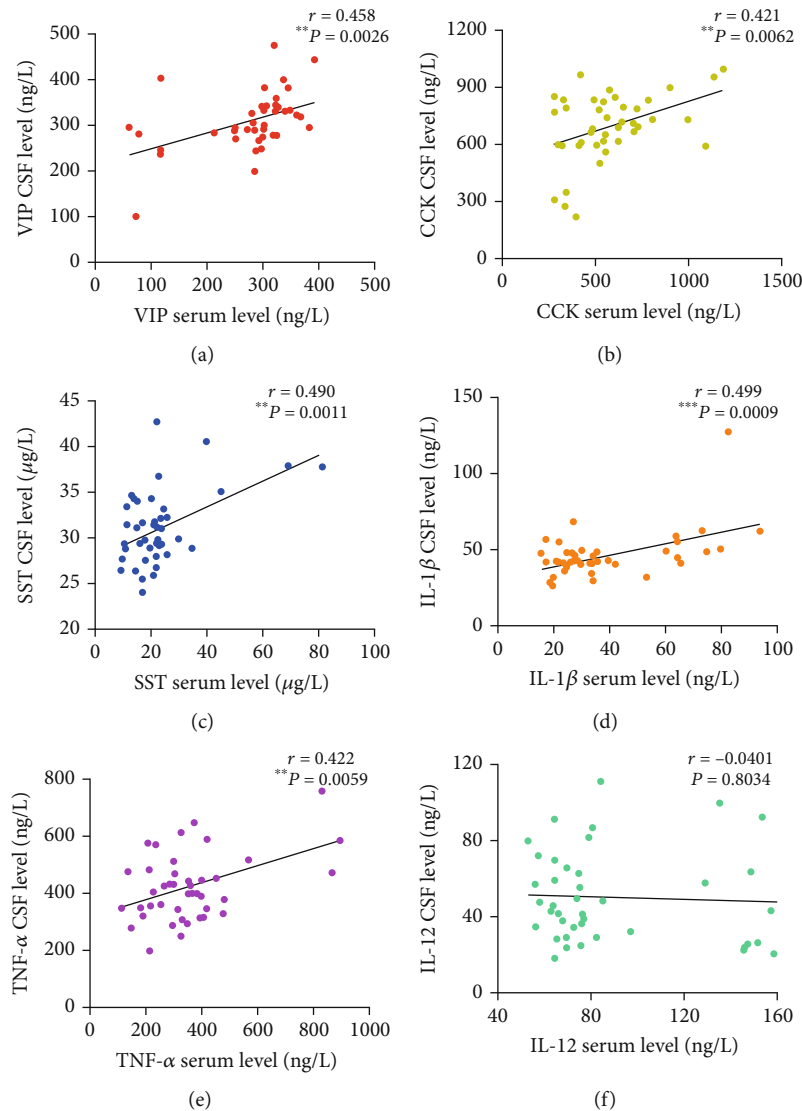 r = 0.458
**P = 0.0026
500
400
300
200
100
0
VIP CSF level (ng/L)
0 100 200 300 400 500
VIP serum level (ng/L)
(a)
r = 0.421
**P = 0.0062
1200
900
600
300
0
CCK CSF level (ng/L)
0 500 1000 1500
CCK serum level (ng/L)
(b)
r = 0.490
**P = 0.0011
45
40
35
30
25
20
SST CSF level (μg/L)
0 20 40 60 80 100
SST serum level (μg/L)
(c)
r = 0.499
***P = 0.0009
150
100
50
0
IL-1β CSF level (ng/L)
0 20 40 60 80 100
IL-1β serum level (ng/L)
(d)
r = 0.422
**P = 0.0059
800
600
400
200
0
TNF-α CSF level (ng/L)
0 200 400 600 800 1000
TNF-α serum level (ng/L)
(e)
r = –0.0401
P = 0.8034
120
80
40
0
IL-12 CSF level (ng/L)
40 80 120 160
IL-12 serum level (ng/L)
(f)